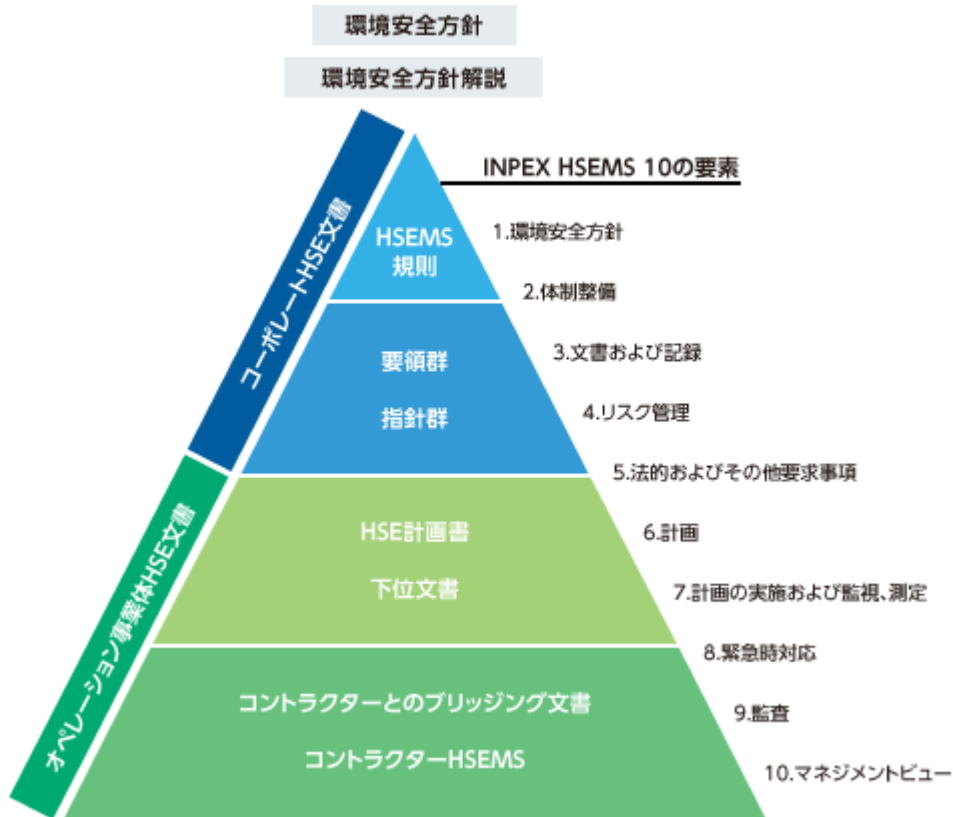 環境安全方針
環境安全方針解説
コーポレートHSE文書
オペレーション事業体HSE文書
HSEMS
規則
要領群
指針群
HSE計画書
下位文書
コントラクターとのブリッジング文書
コントラクターHSEMS
INPEX HSEMS 10の要素
1.環境安全方針
2.体制整備
3.文書および記録
4.リスク管理
5.法的およびその他要求事項
6.計画
7.計画の実施および監視、測定
8.緊急時対応
9.監査
10.マネジメントビュー